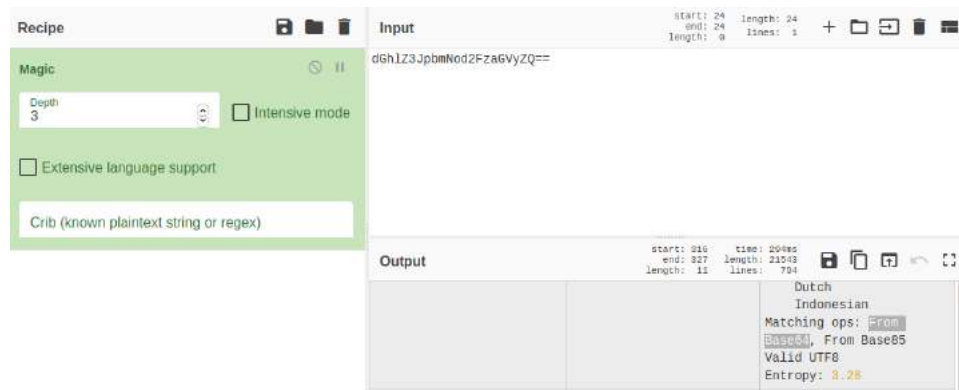 Recipe
Magic
Depth
3
Intensive mode
Extensive language support
Crib (known plaintext string or regex)
Input
start: 24
end: 24
length: 0
length: 24
lines: 1
dGhlZ3JpbmNod2FzaGVyZQ==
Output
start: 316
end: 327
length: 11
time: 204ms
length: 21543
lines: 794
Dutch
Indonesian
Matching ops: From
Base64, From Base85
Valid UTF8
Entropy: 3.28